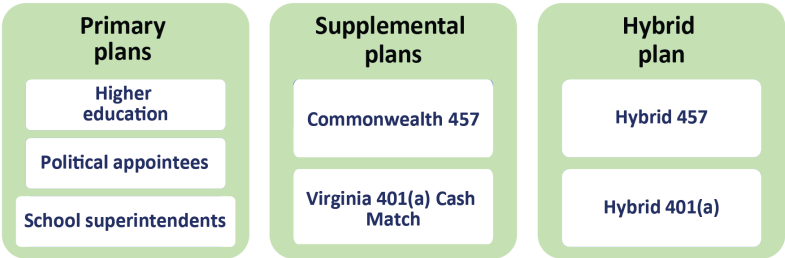 Primary
plans
Higher
education
Political appointees
School superintendents
Supplemental
plans
Commonwealth 457
Virginia 401(a) Cash
Match
Hybrid
plan
Hybrid 457
Hybrid 401(a)